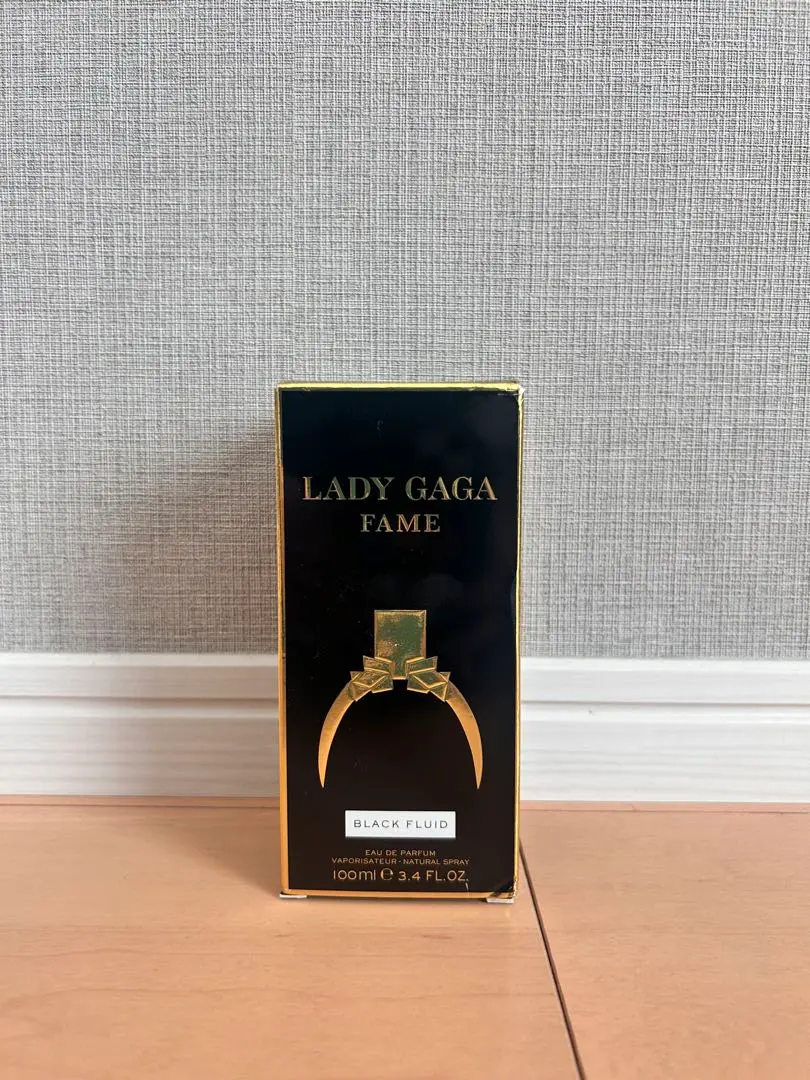 LADY GAGA
FAME
BLACK FLUID
EAU DE PARFUM
VAPORISATEUR - NATURAL SPRAY
100ml ℮ 3.4 FL.OZ.